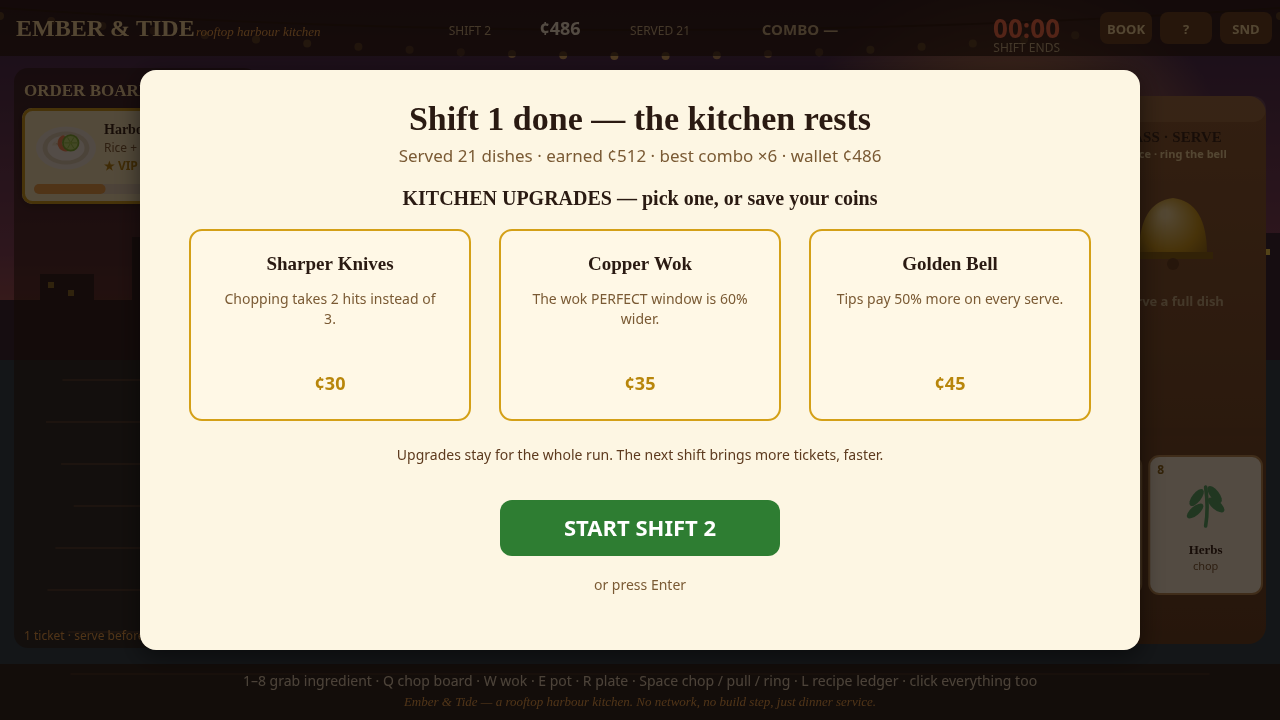 EMBER & TIDE rooftop harbour kitchen SHIFT 2 ¢486 SERVED 21 COMBO — 00:00 SHIFT ENDS BOOK ? SND
ORDER BOAR
Harbo
Rice +
★ VIP
Shift 1 done — the kitchen rests
Served 21 dishes · earned ¢512 · best combo ×6 · wallet ¢486
KITCHEN UPGRADES — pick one, or save your coins
Sharper Knives
Chopping takes 2 hits instead of
3.
¢30
Copper Wok
The wok PERFECT window is 60%
wider.
¢35
Golden Bell
Tips pay 50% more on every serve.
¢45
Upgrades stay for the whole run. The next shift brings more tickets, faster.
START SHIFT 2
or press Enter
SS · SERVE
ce · ring the bell
rve a full dish
8
Herbs
chop
1 ticket · serve befor
1–8 grab ingredient · Q chop board · W wok · E pot · R plate · Space chop / pull / ring · L recipe ledger · click everything too
Ember & Tide — a rooftop harbour kitchen. No network, no build step, just dinner service.